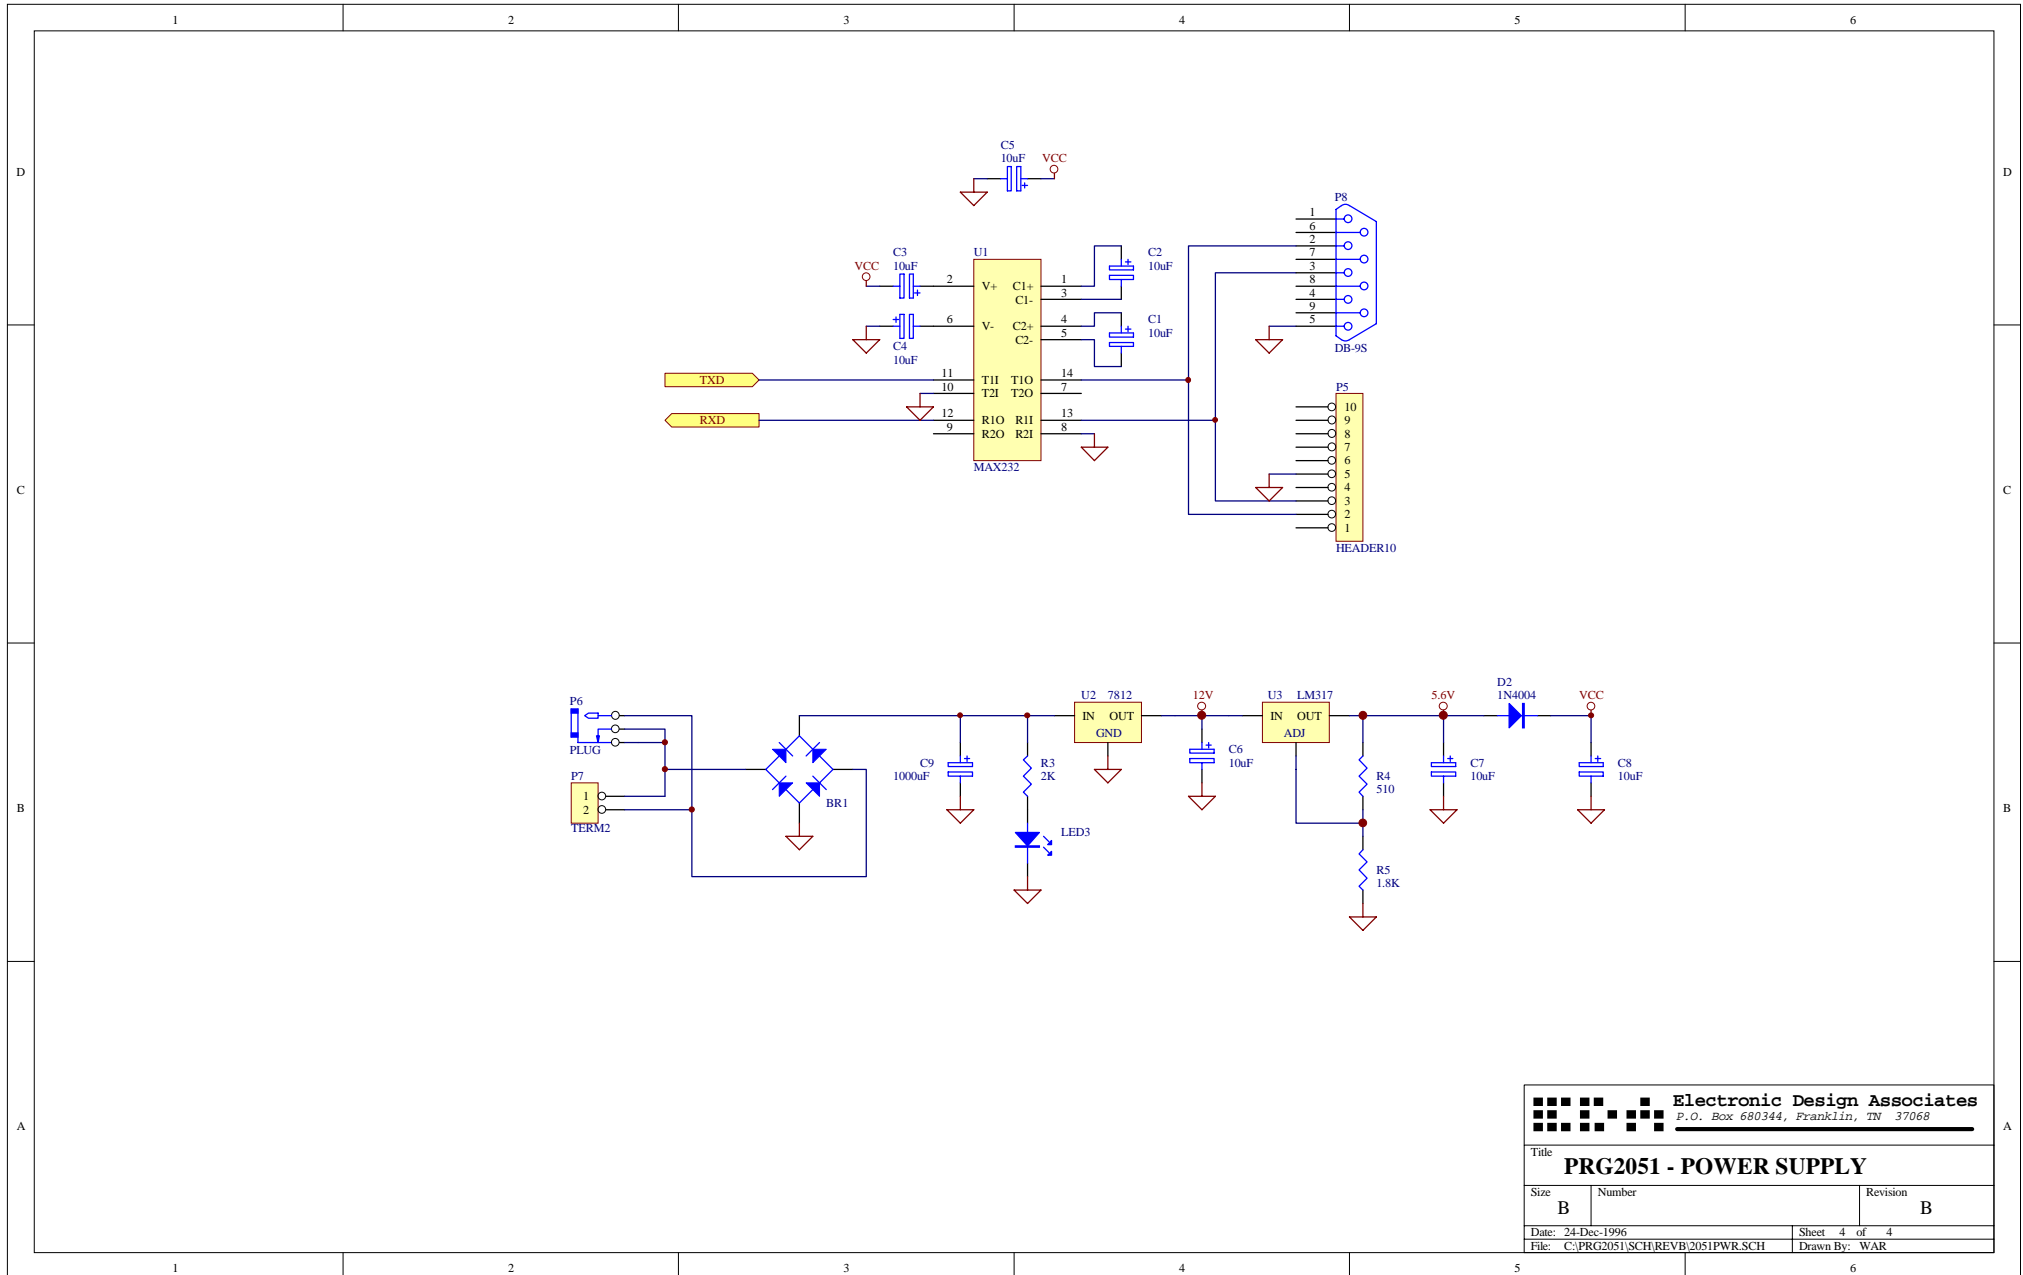 1 2 3 4 5 6
D D
C5
10uF VCC
P8
1
6
2
7
3
8
4
9
5
DB-9S
C3
10uF
VCC
U1
C2
10uF
2 V+ C1+ 1
C1- 3
6 V- C2+ 4
C2- 5
C4
10uF
C1
10uF
TXD 11 T1I T1O 14
10 T2I T2O 7
RXD 12 R1O R1I 13
9 R2O R2I 8
MAX232
P5
10
9
8
7
6
5
4
3
2
1
HEADER10
C C
P6
PLUG
P7
1
2
TERM2
BR1
C9
1000uF
R3
2K
LED3
U2 7812
IN OUT
GND
12V
C6
10uF
U3 LM317
IN OUT
ADJ
R4
510
R5
1.8K
5.6V
C7
10uF
D2
1N4004
VCC
C8
10uF
B B
A A
Electronic Design Associates
P.O. Box 680344, Franklin, TN 37068
Title
PRG2051 - POWER SUPPLY
Size Number Revision
B B
Date: 24-Dec-1996 Sheet 4 of 4
File: C:\PRG2051\SCH\REVB\2051PWR.SCH Drawn By: WAR
1 2 3 4 5 6